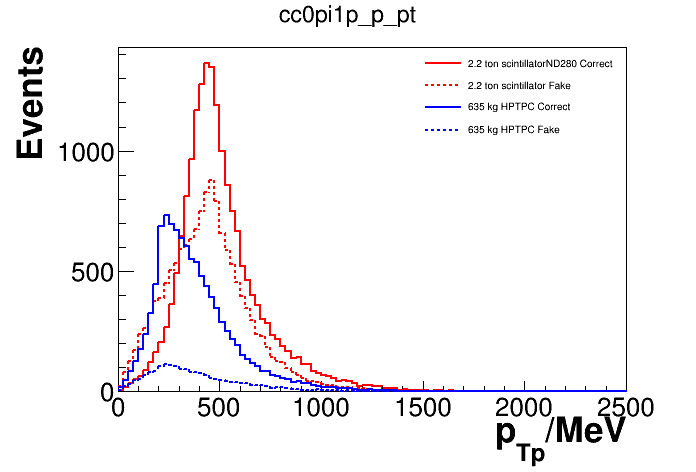 cc0pi1p_p_pt
Events
2.2 ton scintillatorND280 Correct
2.2 ton scintillator Fake
635 kg HPTPC Correct
635 kg HPTPC Fake
1000
500
0
0 500 1000 1500 2000 2500
pTp/MeV